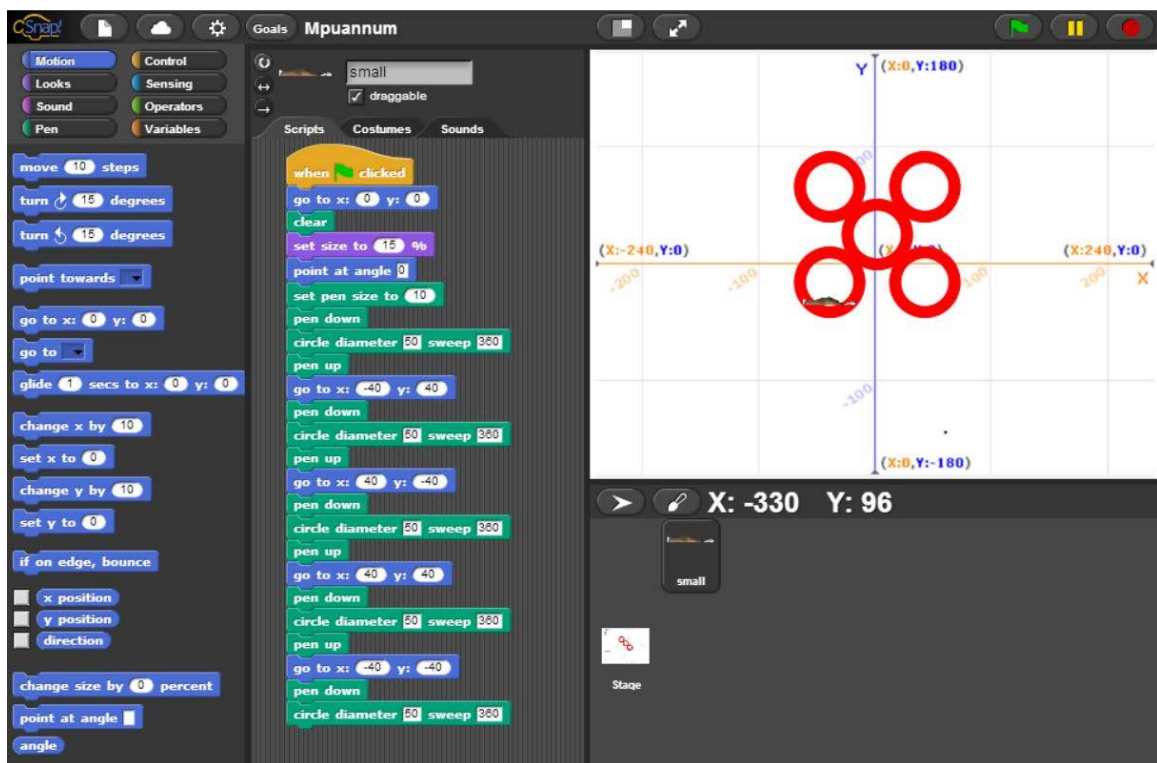 CSnap! Goals Mpuannum
Motion Control
Looks Sensing
Sound Operators
Pen Variables
move 10 steps
turn 15 degrees
turn 15 degrees
point towards
go to x: 0 y: 0
go to
glide 1 secs to x: 0 y: 0
change x by 10
set x to 0
change y by 10
set y to 0
if on edge, bounce
x position
y position
direction
change size by 0 percent
point at angle
angle
small
draggable
Scripts Costumes Sounds
when clicked
go to x: 0 y: 0
clear
set size to 15 %
point at angle 0
set pen size to 10
pen down
circle diameter 50 sweep 360
pen up
go to x: -40 y: 40
pen down
circle diameter 50 sweep 360
pen up
go to x: 40 y: -40
pen down
circle diameter 50 sweep 360
pen up
go to x: 40 y: 40
pen down
circle diameter 50 sweep 360
pen up
go to x: -40 y: -40
pen down
circle diameter 50 sweep 360
Y (X:0,Y:180)
(X:-240,Y:0) (X:240,Y:0)
-200 -100 200 X
-100
(X:0,Y:-180)
X: -330 Y: 96
small
Stage